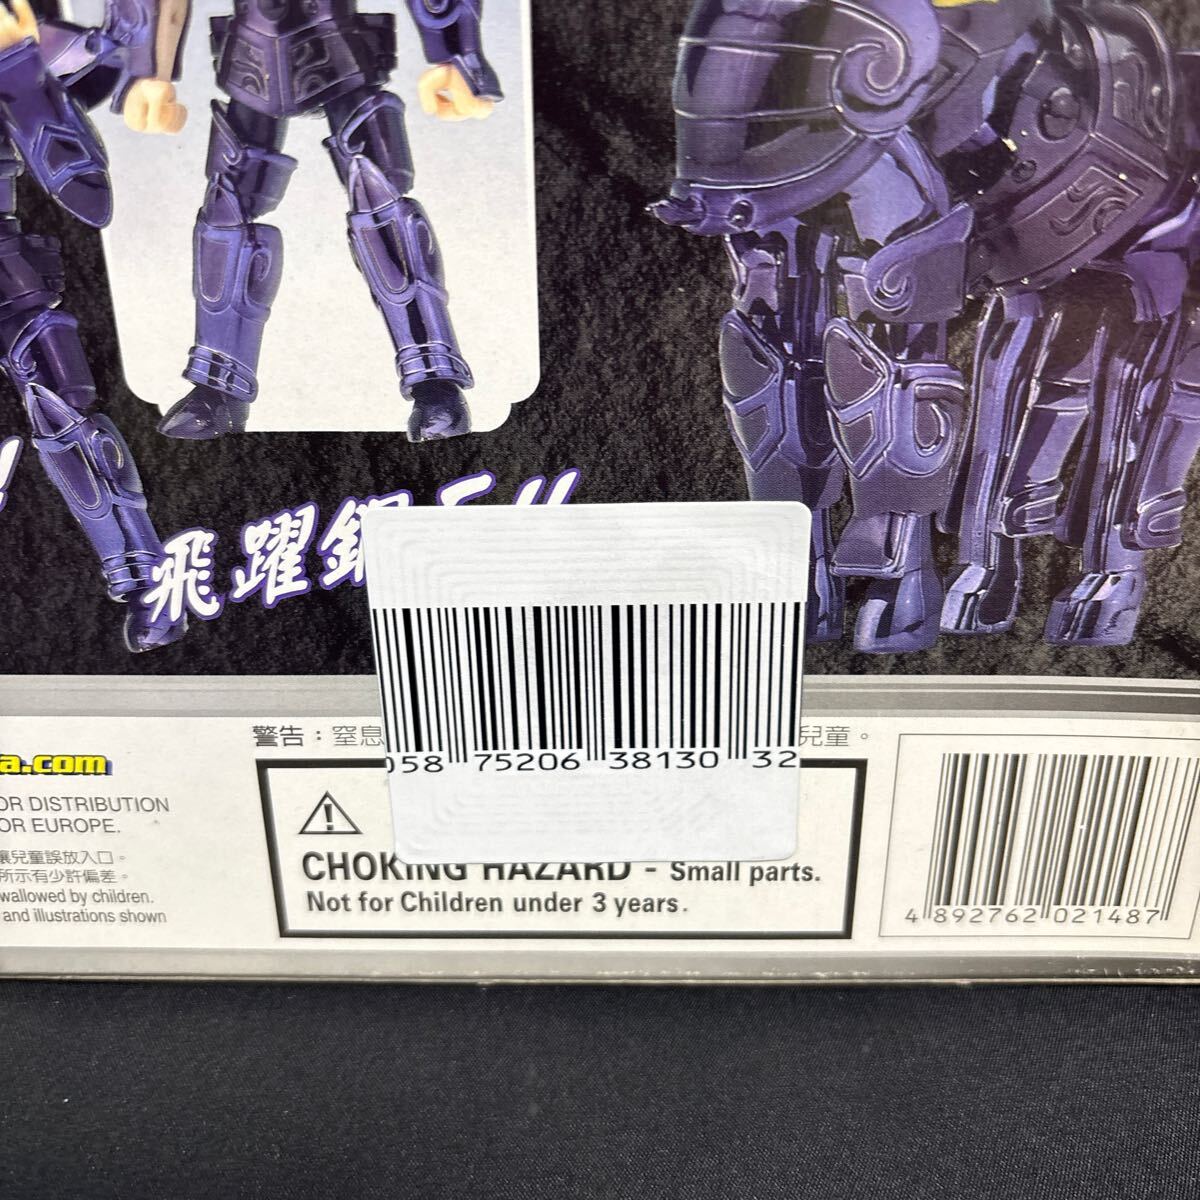 飛躍
警告：窒息
兒童。
a.com
OR DISTRIBUTION
OR EUROPE.
兒童誤放入口。
所示有少許偏差。
wallowed by children.
and illustrations shown
058 75206 38130 32
CHOKING HAZARD - Small parts.
Not for Children under 3 years.
4 892762 021487